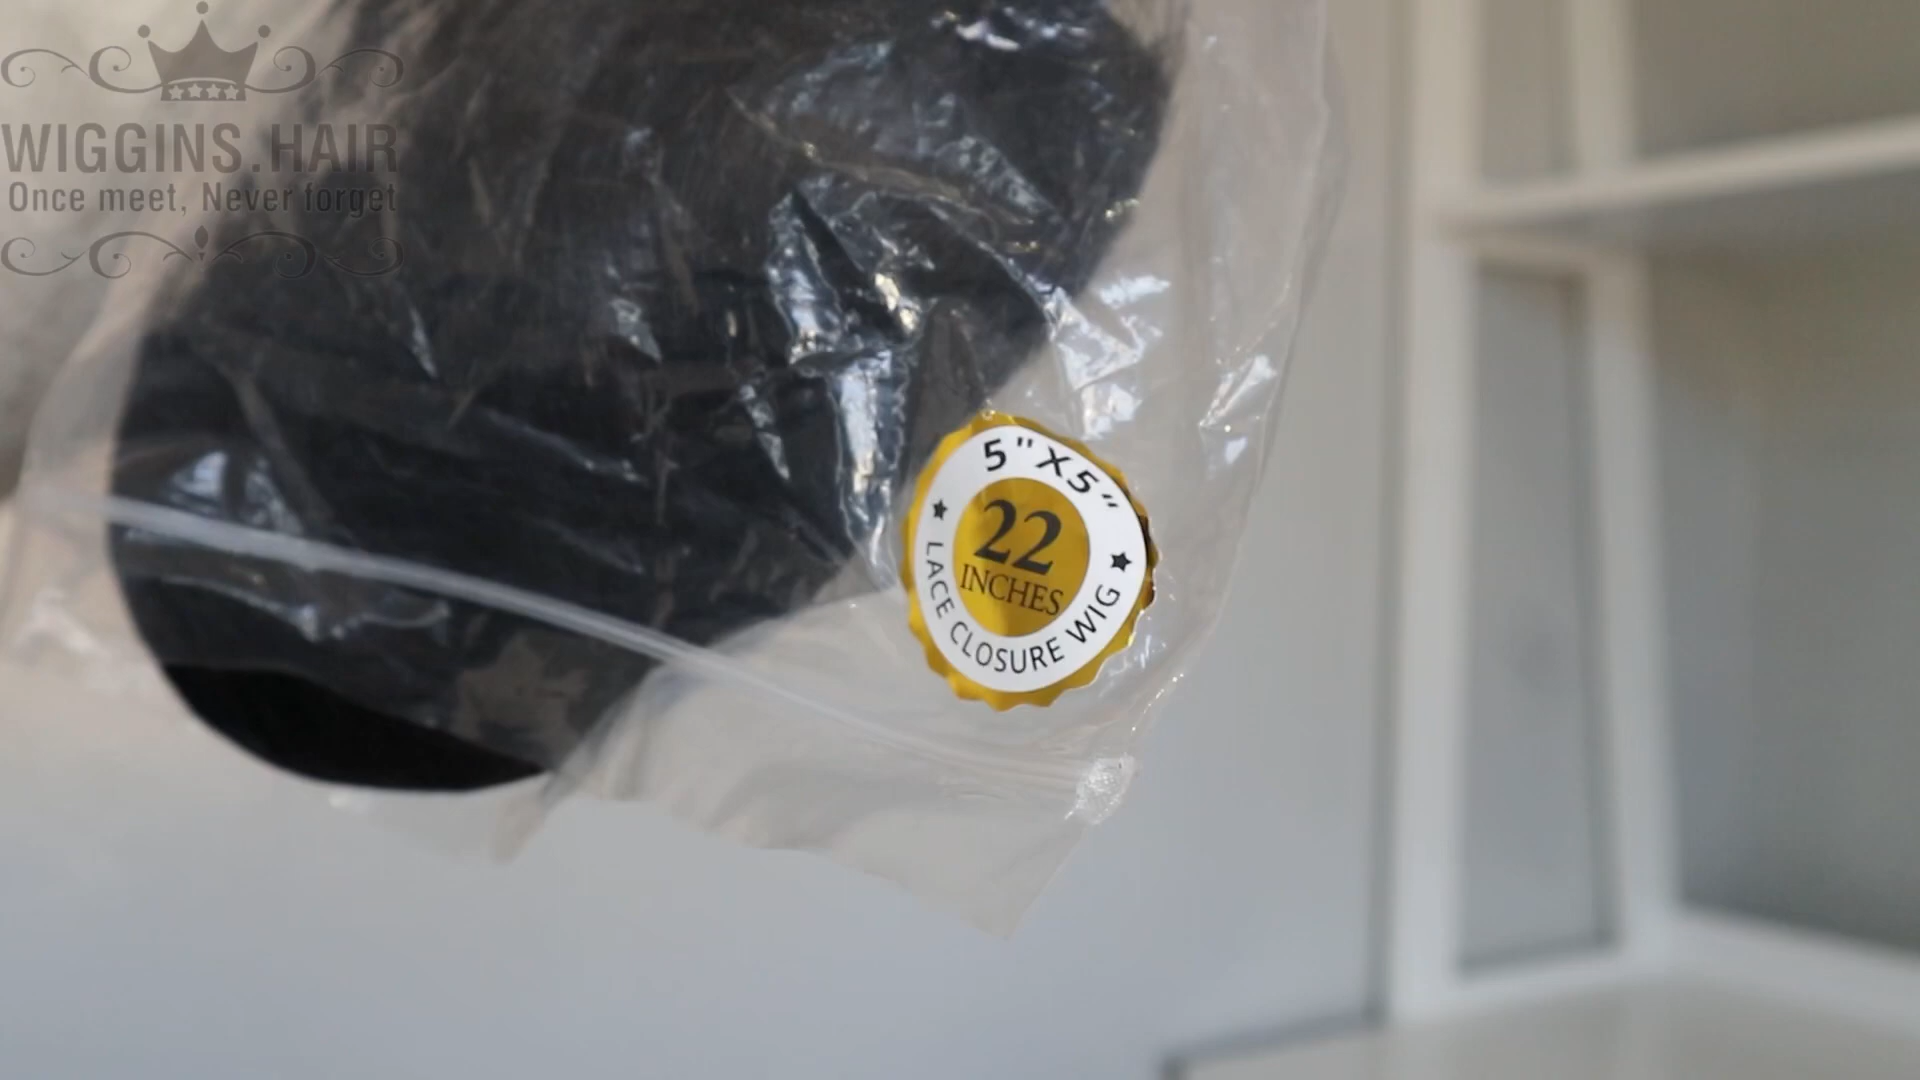 WIGGINS.HAIR
Once meet, Never forget
5"X5"
22
INCHES
LACE CLOSURE WIG